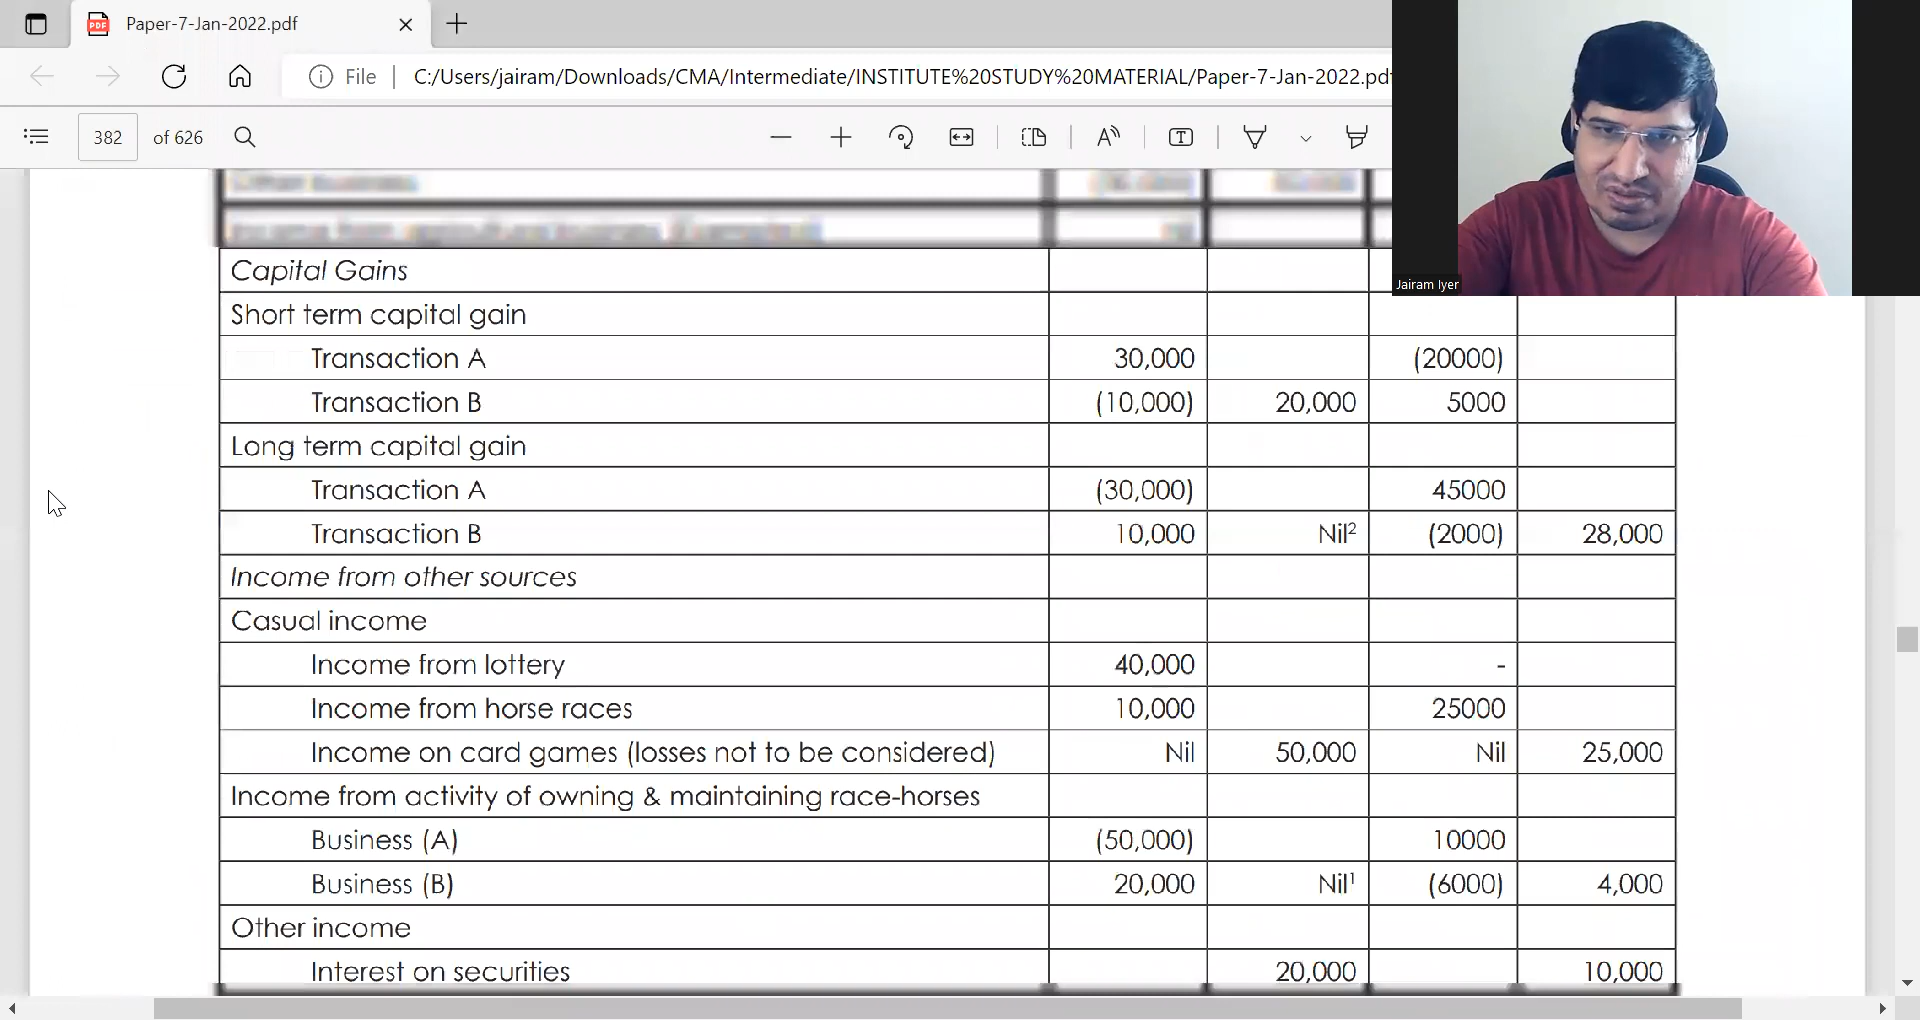 Paper-7-Jan-2022.pdf
File C:/Users/jairam/Downloads/CMA/Intermediate/INSTITUTE%20STUDY%20MATERIAL/Paper-7-Jan-2022.pdf
382 of 626
Jairam Iyer
Capital Gains
Short term capital gain
Transaction A 30,000 (20000)
Transaction B (10,000) 20,000 5000
Long term capital gain
Transaction A (30,000) 45000
Transaction B 10,000 Nil² (2000) 28,000
Income from other sources
Casual income
Income from lottery 40,000 -
Income from horse races 10,000 25000
Income on card games (losses not to be considered) Nil 50,000 Nil 25,000
Income from activity of owning & maintaining race-horses
Business (A) (50,000) 10000
Business (B) 20,000 Nil¹ (6000) 4,000
Other income
Interest on securities 20,000 10,000